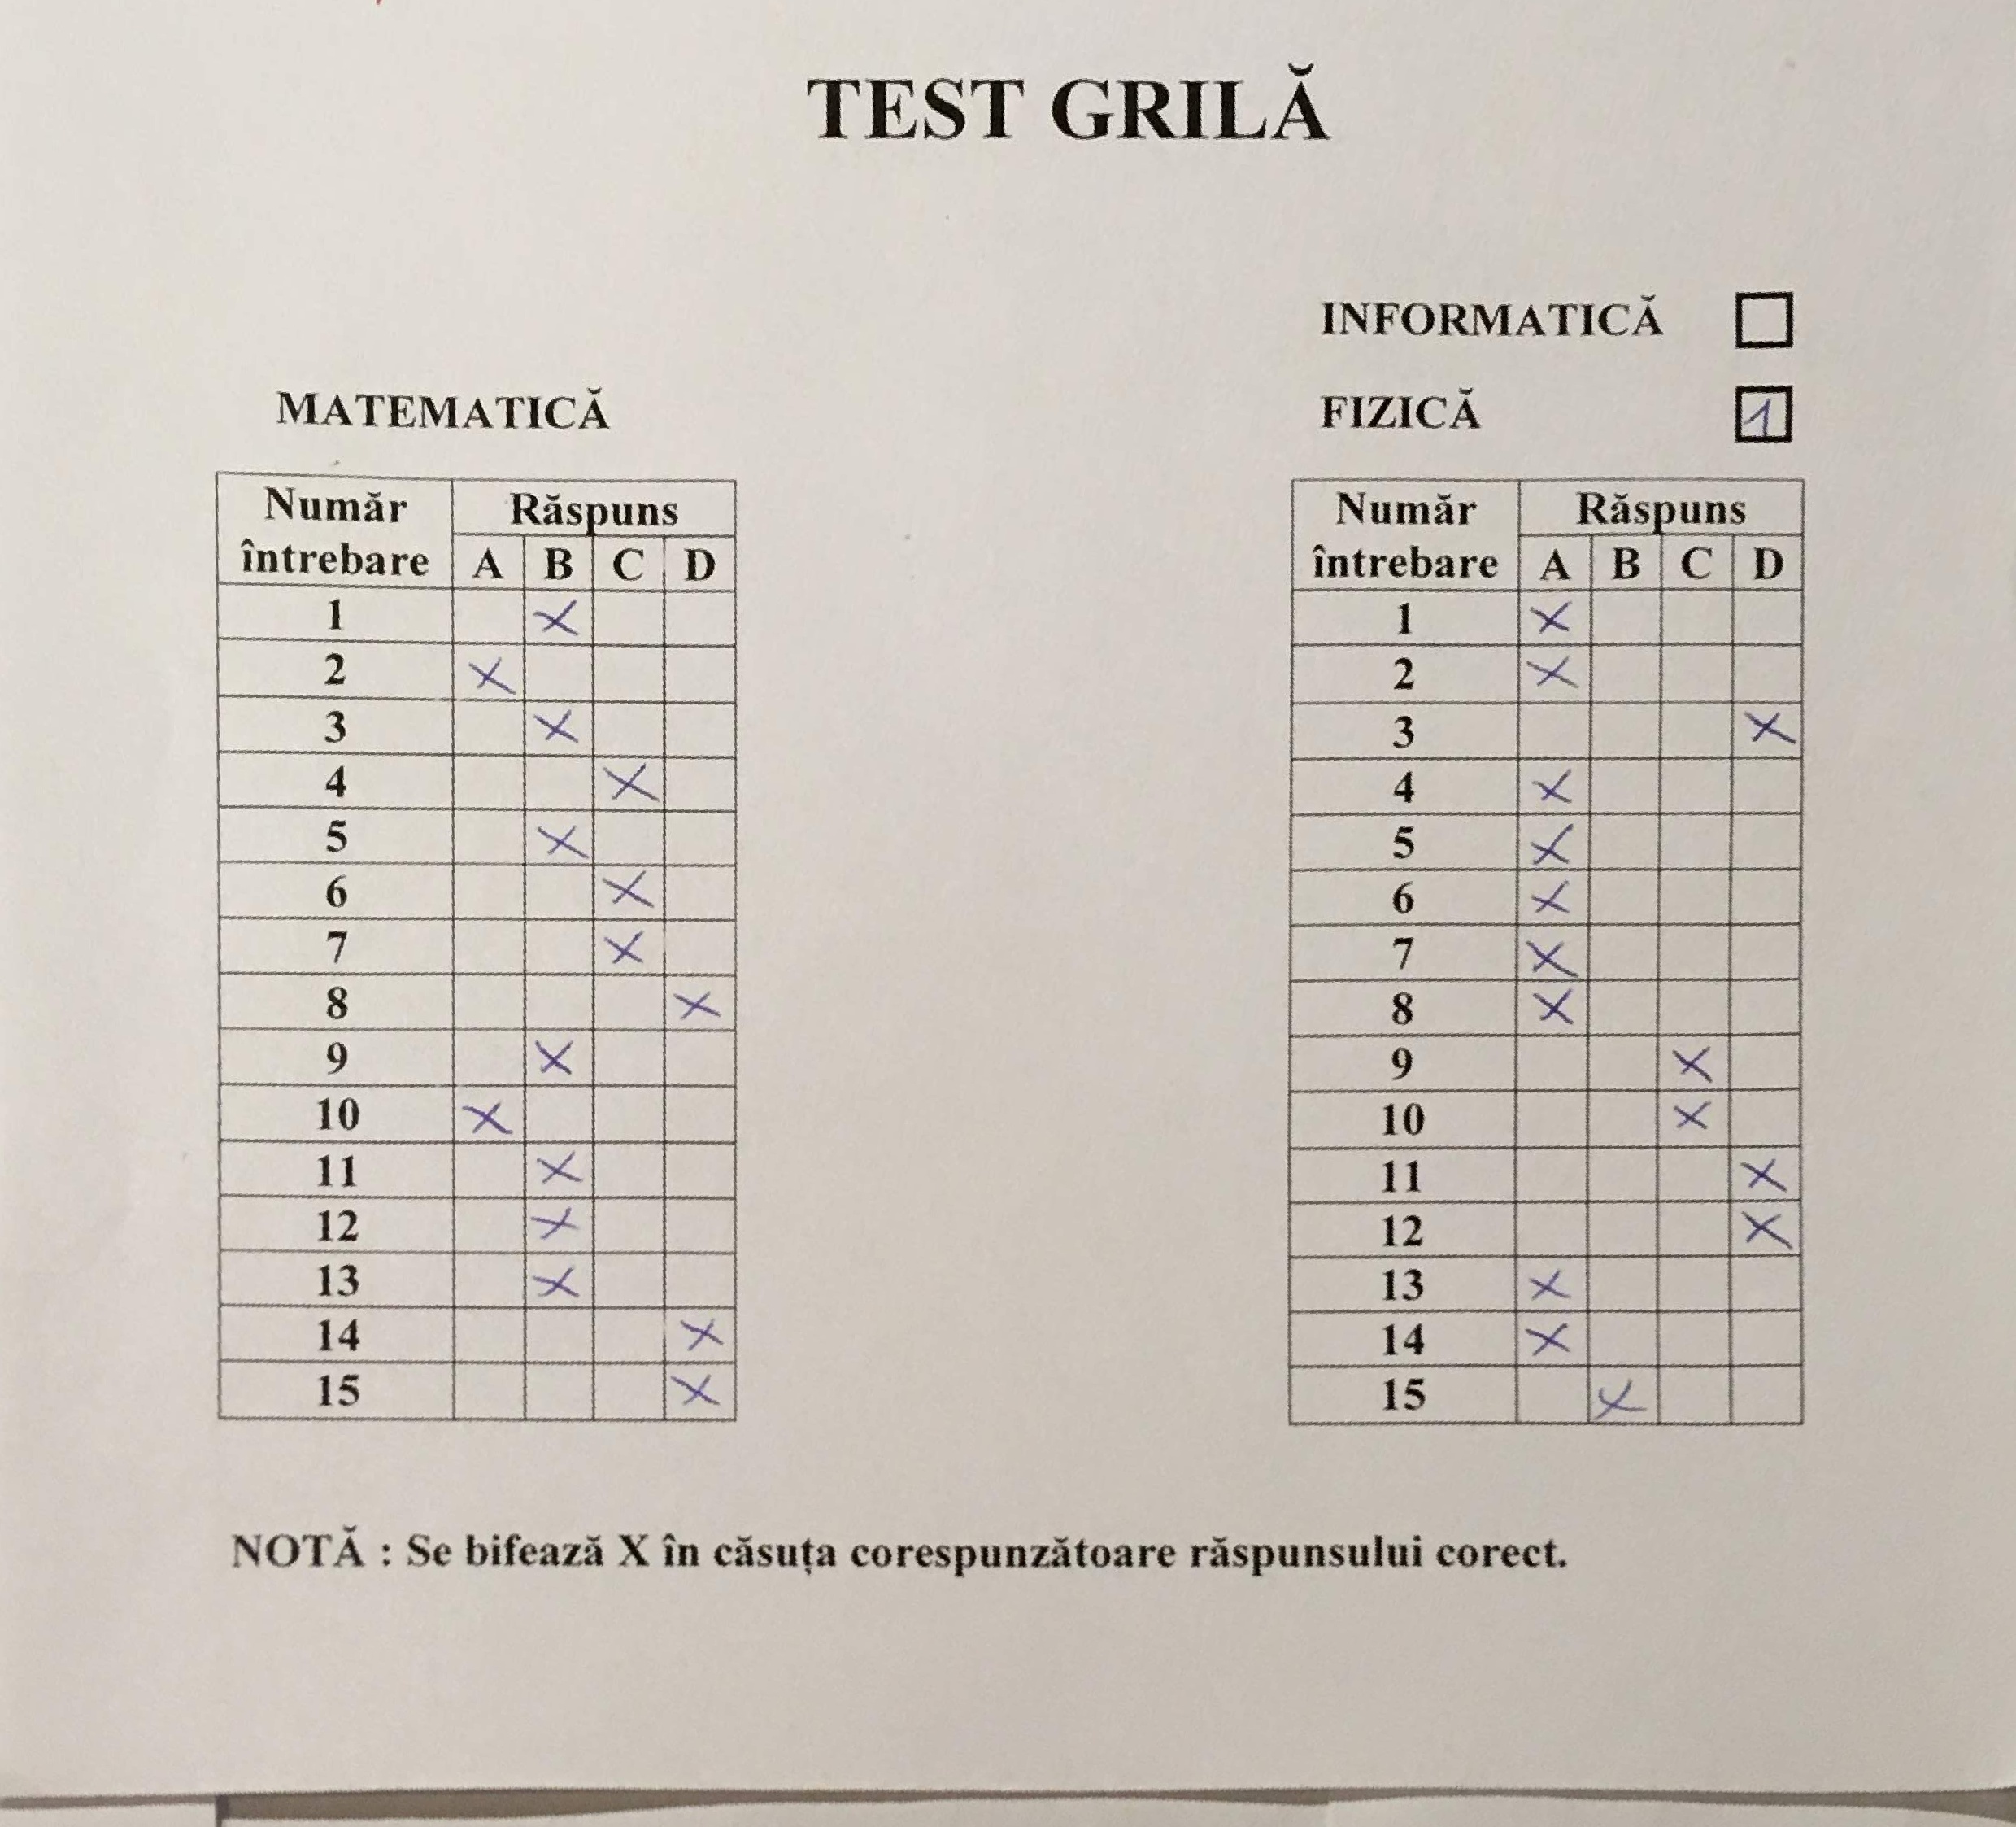 TEST GRILĂ
INFORMATICĂ
MATEMATICĂ
FIZICĂ 1
Număr întrebare Răspuns
A B C D
1 X
2 X
3 X
4 X
5 X
6 X
7 X
8 X
9 X
10 X
11 X
12 X
13 X
14 X
15 X
Număr întrebare Răspuns
A B C D
1 X
2 X
3 X
4 X
5 X
6 X
7 X
8 X
9 X
10 X
11 X
12 X
13 X
14 X
15 X
NOTĂ : Se bifează X în căsuța corespunzătoare răspunsului corect.